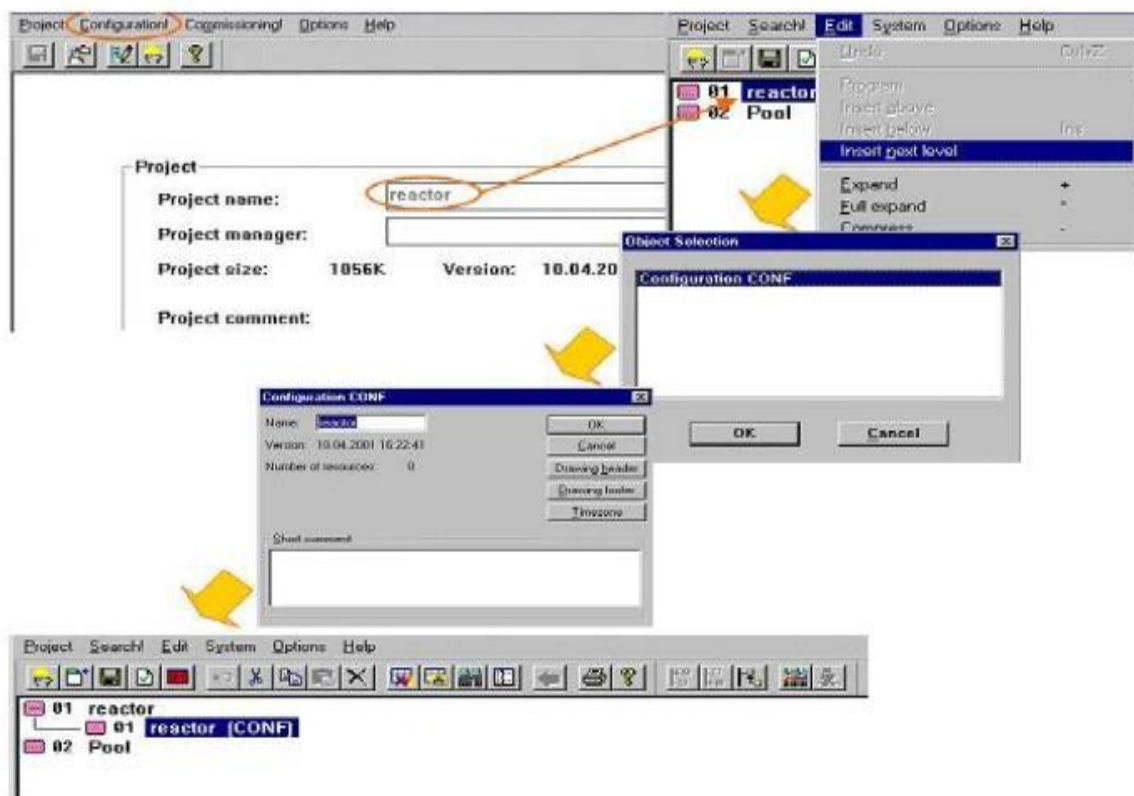 Project Configuration! Commissioning! Options Help
Project
Project name: reactor
Project manager:
Project size: 1056K Version: 10.04.20
Project comment:
Project Search! Edit System Options Help
01 reactor
02 Pool
Undo Ctrl+Z
Program
Insert above
Insert below Ins
Insert next level
Expand +
Full expand *
Compress -
Object Selection
Configuration CONF
OK Cancel
Configuration CONF
Name: reactor
Version: 10.04.2001 16:22:41
Number of resources: 0
OK
Cancel
Drawing header
Drawing footer
Timezone
Short comment
Project Search! Edit System Options Help
01 reactor
01 reactor (CONF)
02 Pool